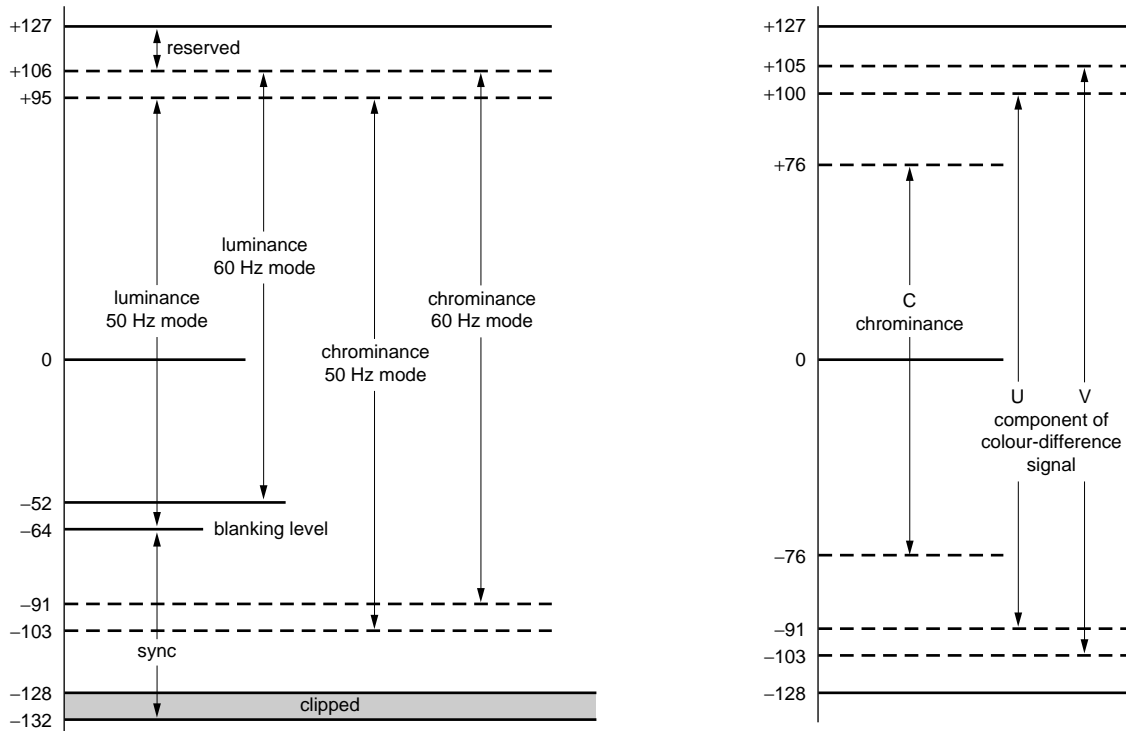 +127
reserved
+106
+95
luminance
60 Hz mode
luminance
50 Hz mode
chrominance
60 Hz mode
chrominance
50 Hz mode
0
−52
−64
blanking level
−91
−103
sync
−128
clipped
−132
+127
+105
+100
+76
C
chrominance
0
U V
component of
colour-difference
signal
−76
−91
−103
−128